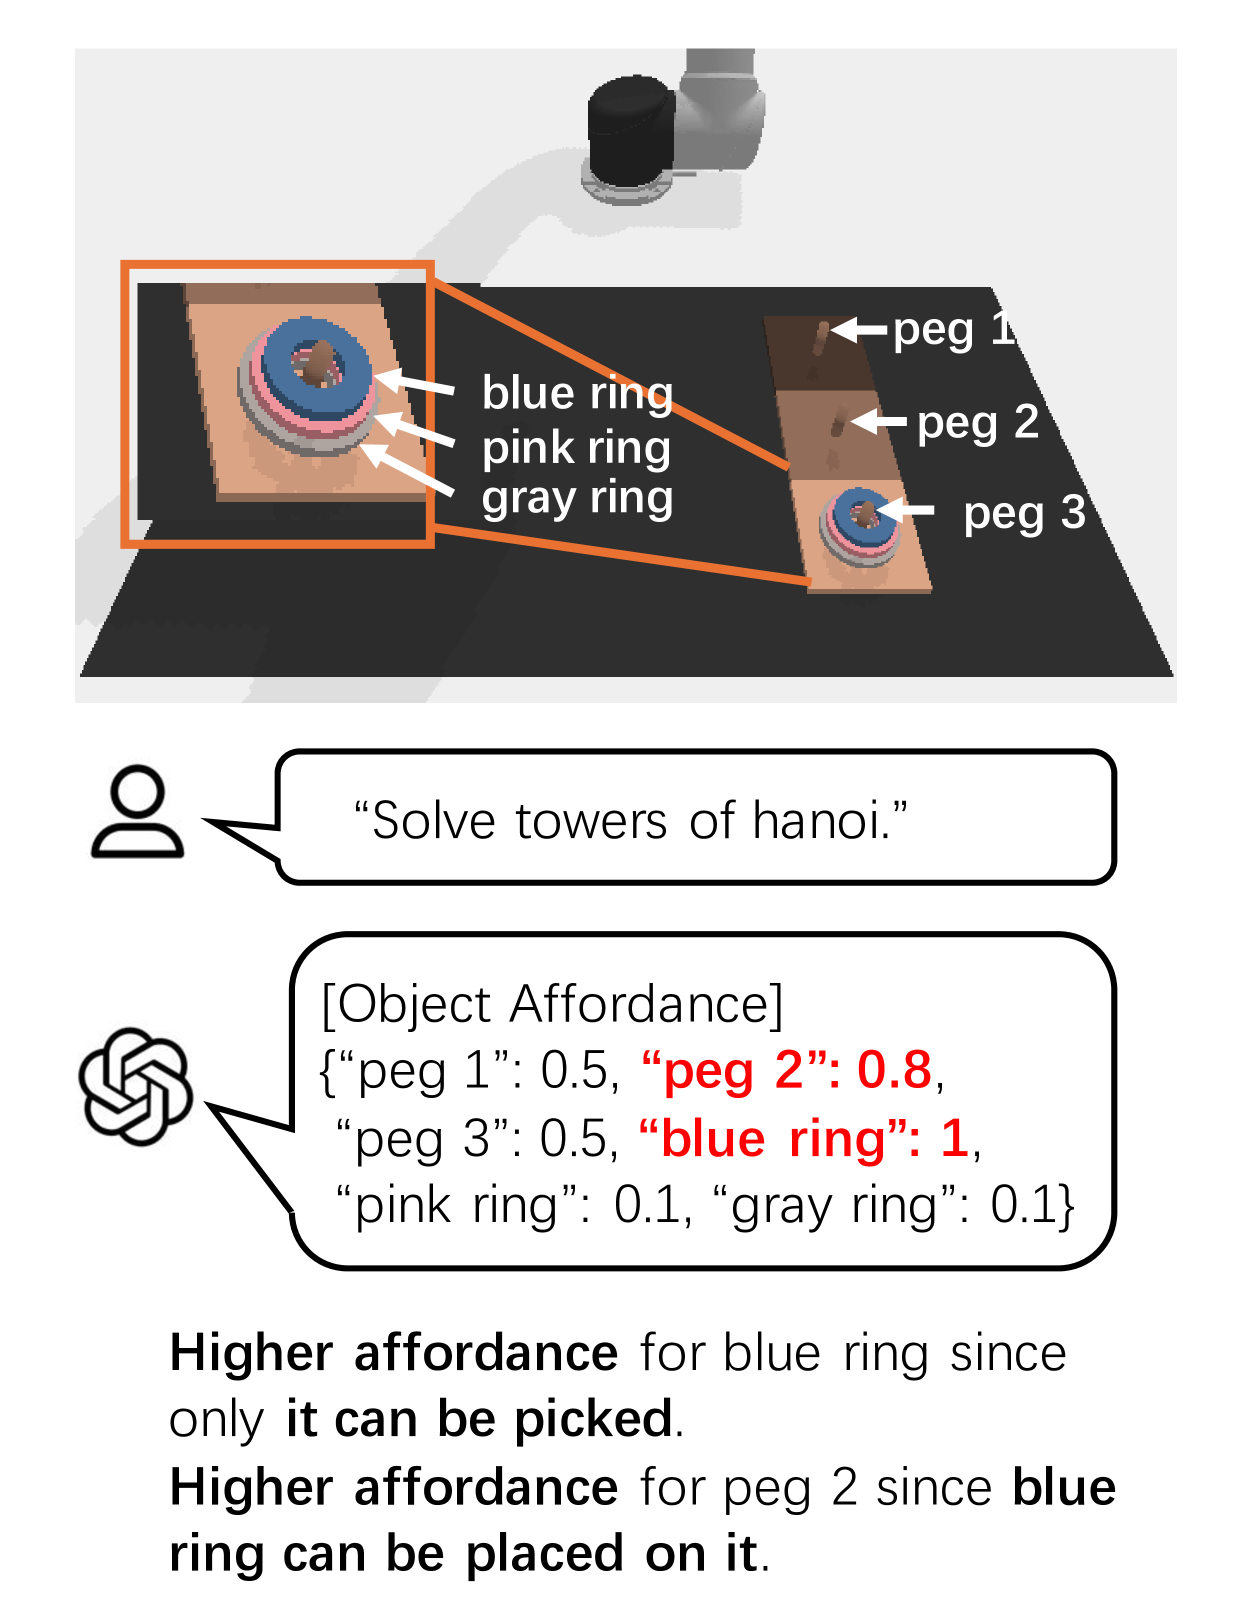 peg 1
blue ring
peg 2
pink ring
gray ring
peg 3
“Solve towers of hanoi.”
[Object Affordance]
{“peg 1”: 0.5, “peg 2”: 0.8,
“peg 3”: 0.5, “blue ring”: 1,
“pink ring”: 0.1, “gray ring”: 0.1}
Higher affordance for blue ring since
only it can be picked.
Higher affordance for peg 2 since blue
ring can be placed on it.